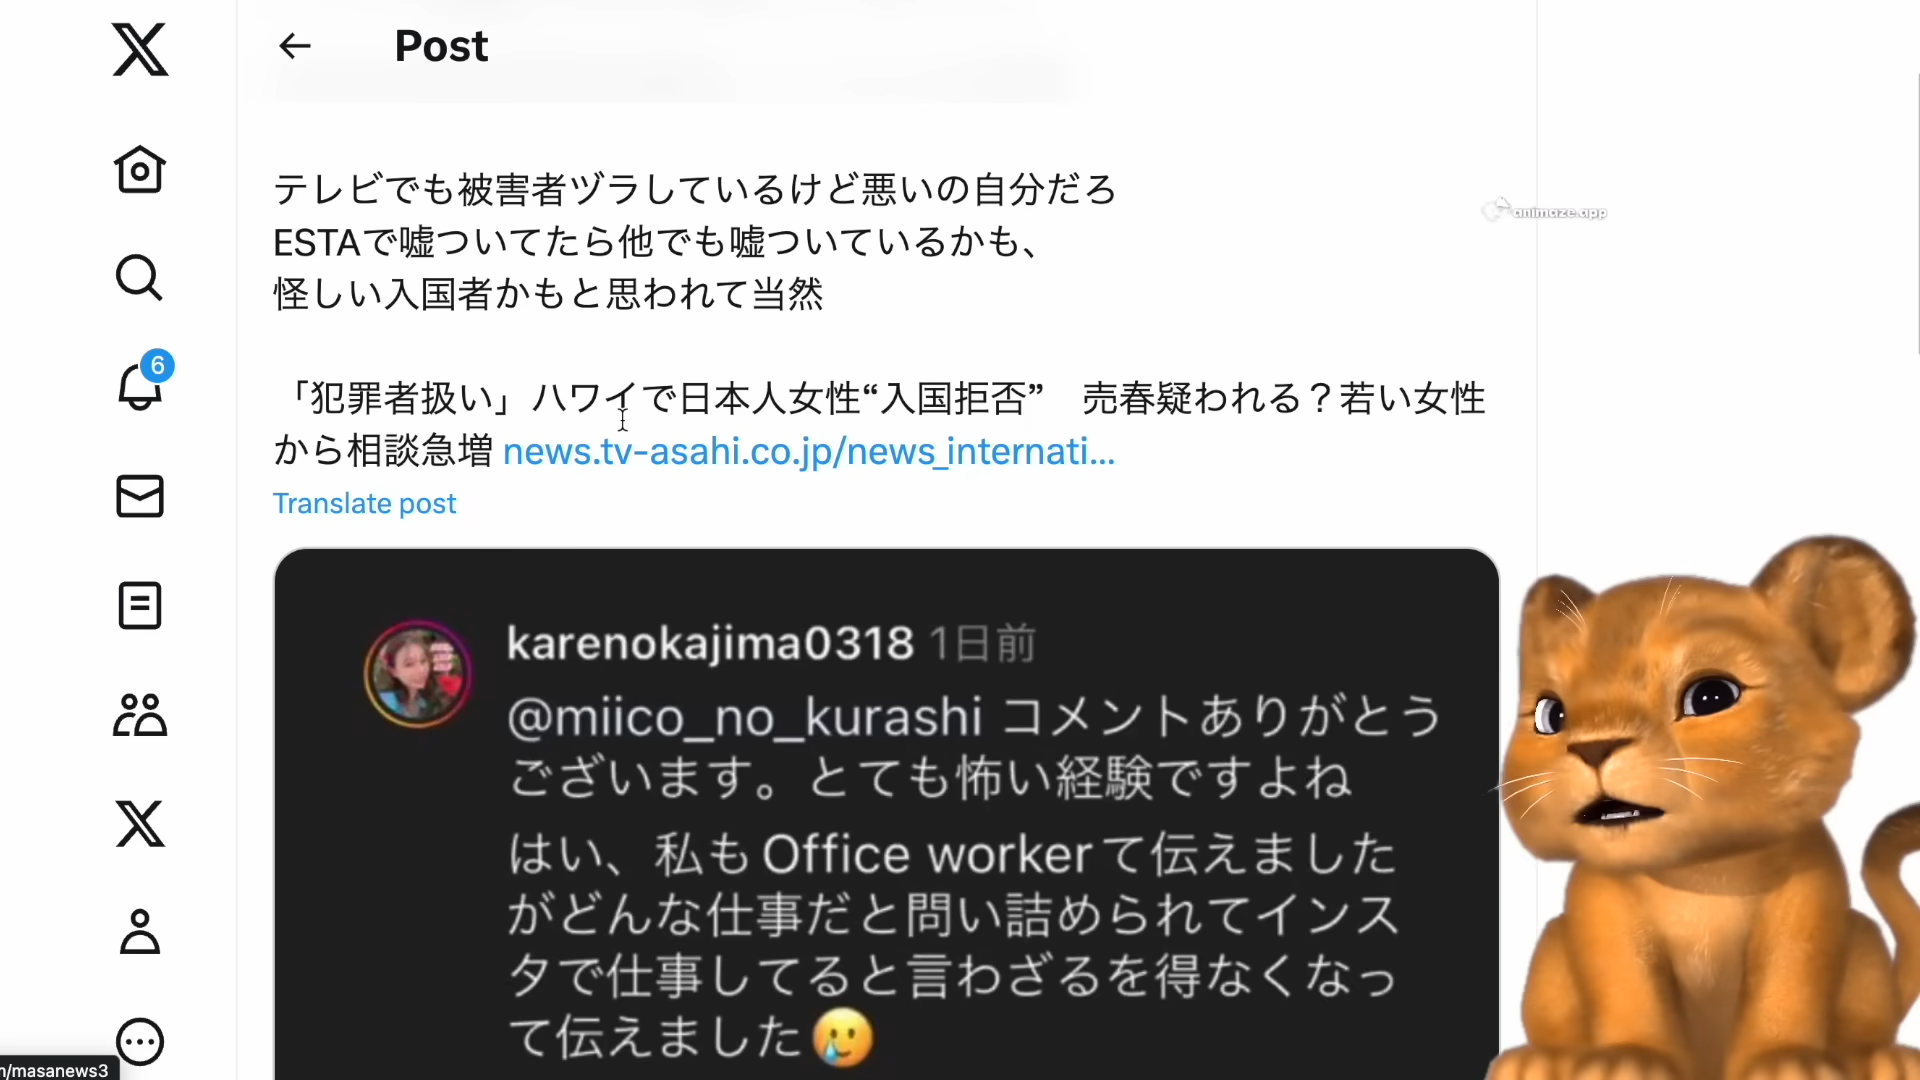 Post
テレビでも被害者ヅラしているけど悪いの自分だろ
ESTAで嘘ついてたら他でも嘘ついているかも、
怪しい入国者かもと思われて当然
「犯罪者扱い」ハワイで日本人女性“入国拒否” 売春疑われる？若い女性
から相談急増 news.tv-asahi.co.jp/news_internati...
Translate post
6
animaze.app
karenokajima0318 1日前
@miico_no_kurashi コメントありがとう
ございます。とても怖い経験ですよね
はい、私もOffice workerて伝えました
がどんな仕事だと問い詰められてインス
タで仕事してると言わざるを得なくなっ
て伝えました🥲
/masanews3